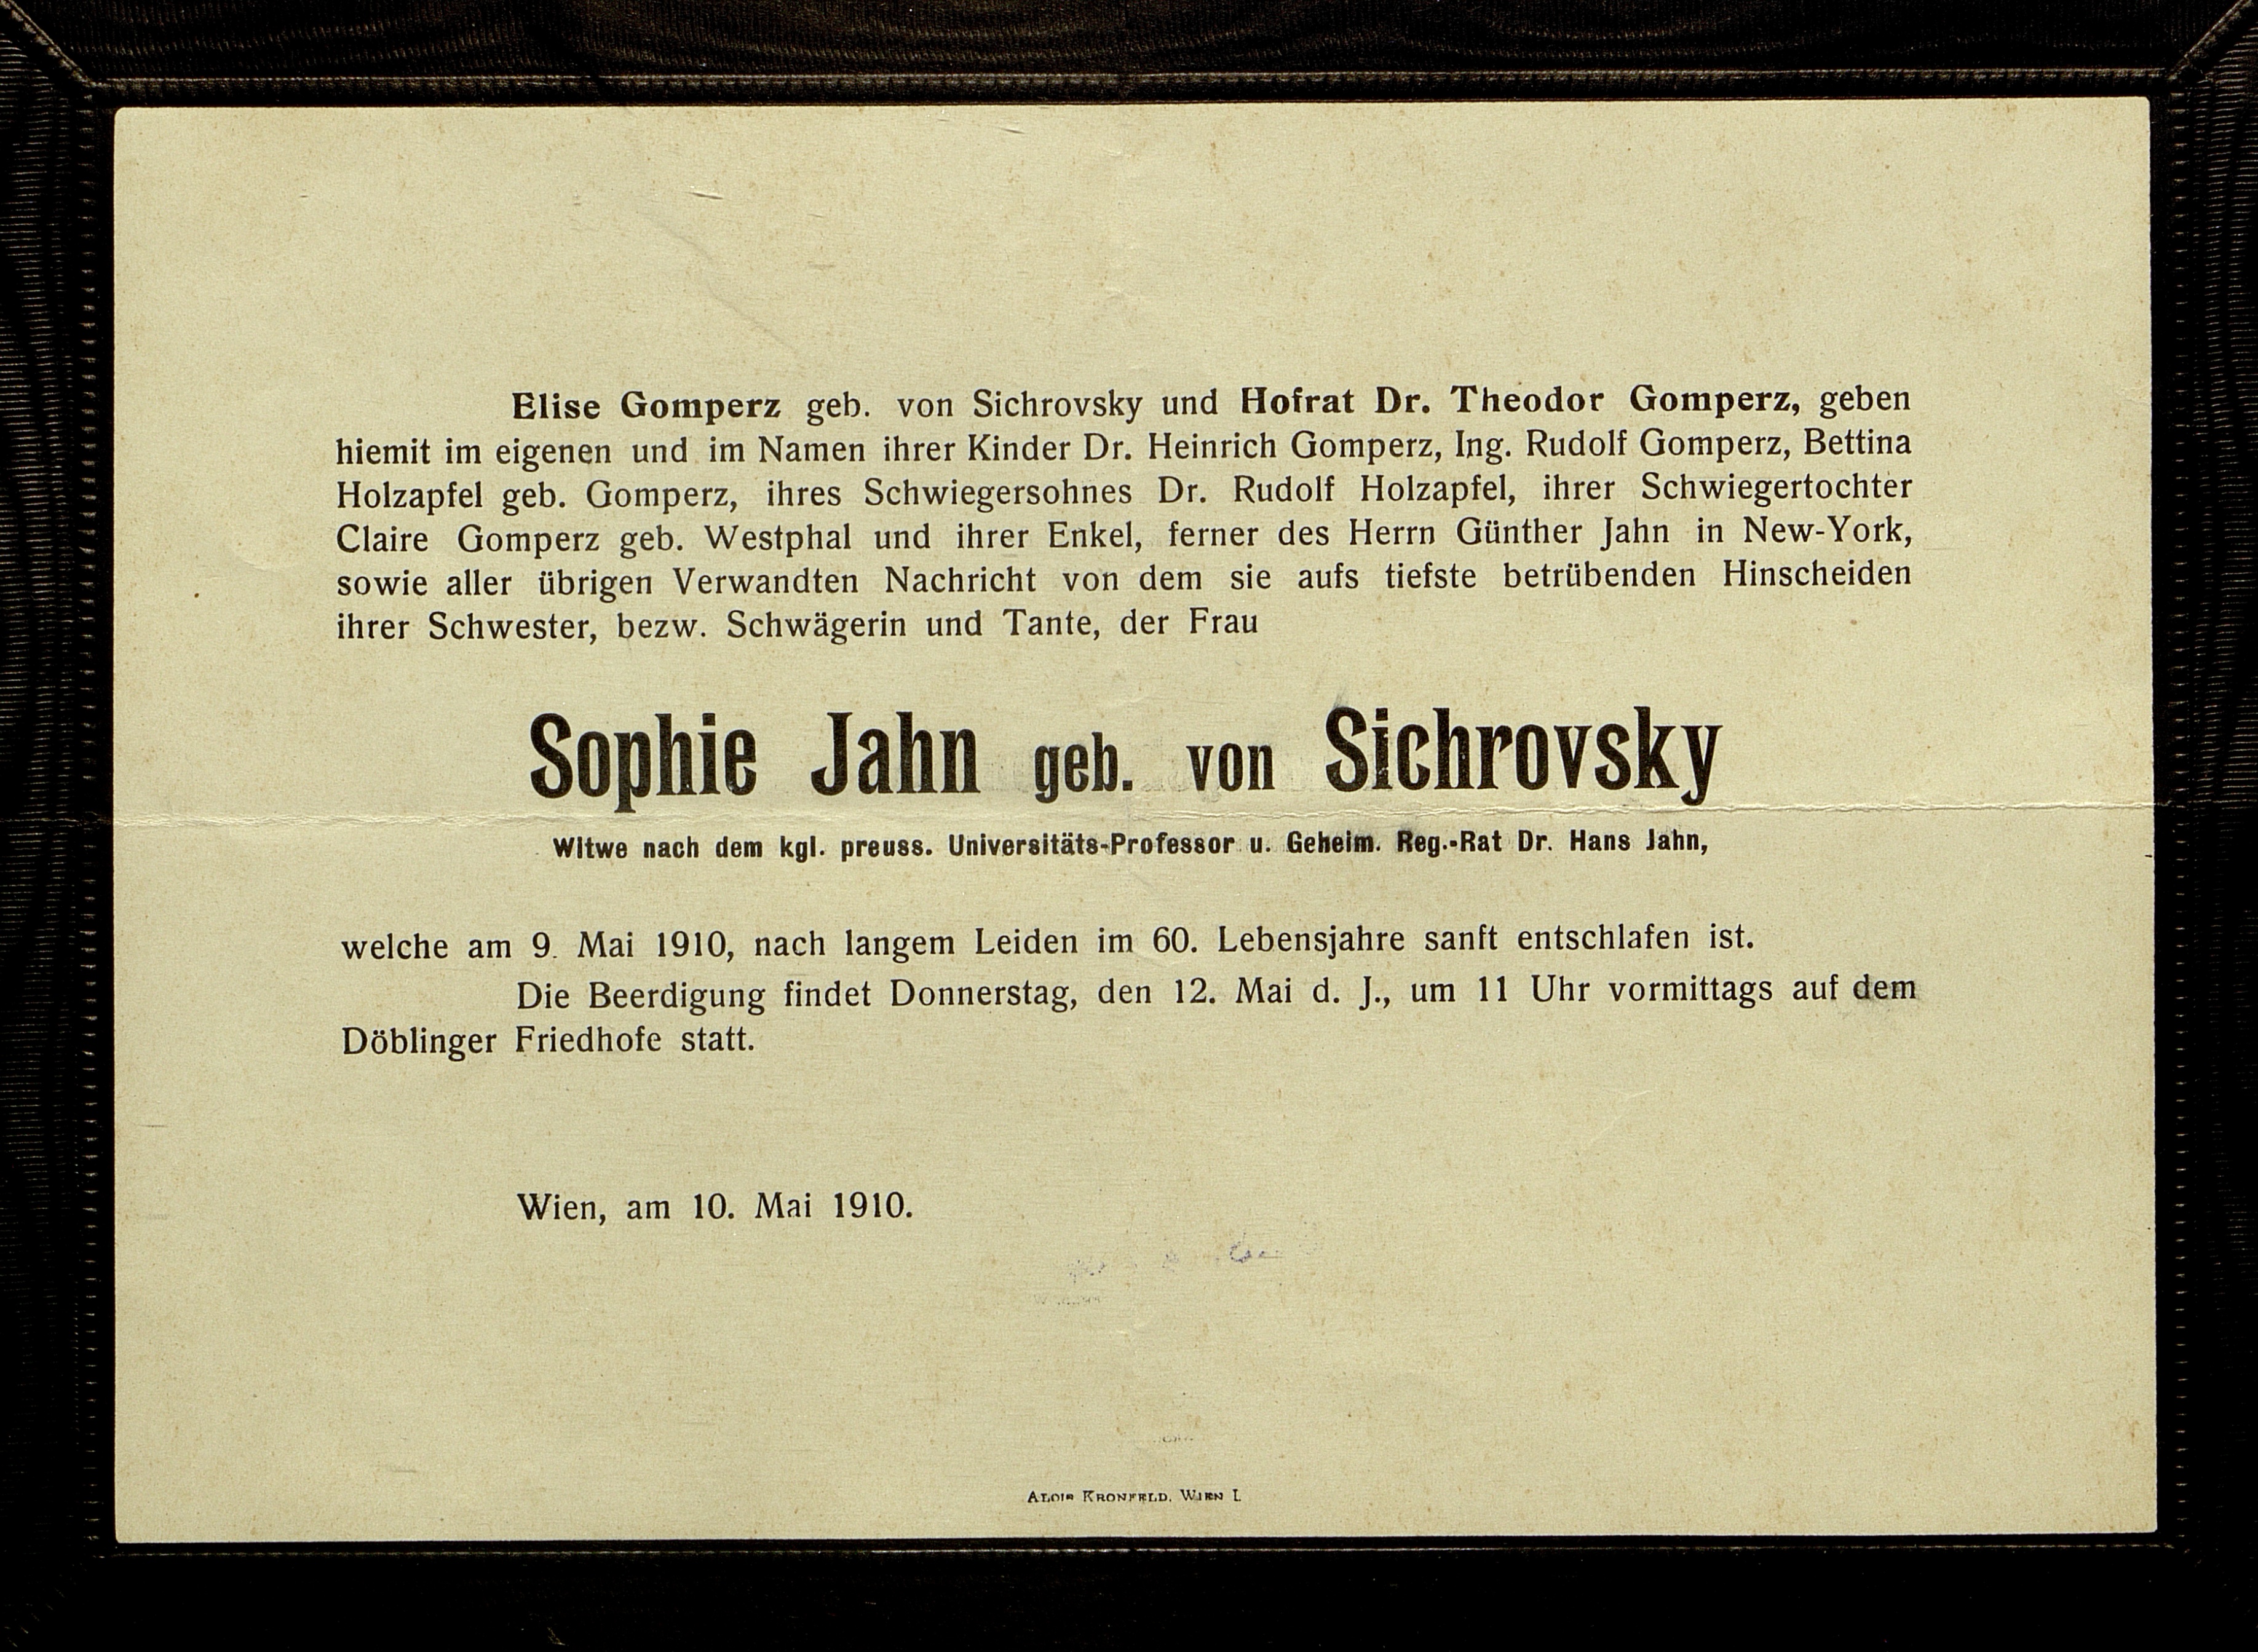 Elise Gomperz geb. von Sichrovsky und Hofrat Dr. Theodor Gomperz, geben
hiemit im eigenen und im Namen ihrer Kinder Dr. Heinrich Gomperz, Ing. Rudolf Gomperz, Bettina
Holzapfel geb. Gomperz, ihres Schwiegersohnes Dr. Rudolf Holzapfel, ihrer Schwiegertochter
Claire Gomperz geb. Westphal und ihrer Enkel, ferner des Herrn Günther Jahn in New-York,
sowie aller übrigen Verwandten Nachricht von dem sie aufs tiefste betrübenden Hinscheiden
ihrer Schwester, bezw. Schwägerin und Tante, der Frau
Sophie Jahn geb. von Sichrovsky
Witwe nach dem kgl. preuss. Universitäts-Professor u. Geheim. Reg.-Rat Dr. Hans Jahn,
welche am 9. Mai 1910, nach langem Leiden im 60. Lebensjahre sanft entschlafen ist.
Die Beerdigung findet Donnerstag, den 12. Mai d. J., um 11 Uhr vormittags auf dem
Döblinger Friedhofe statt.
Wien, am 10. Mai 1910.
Alois Kronfeld, Wien I.